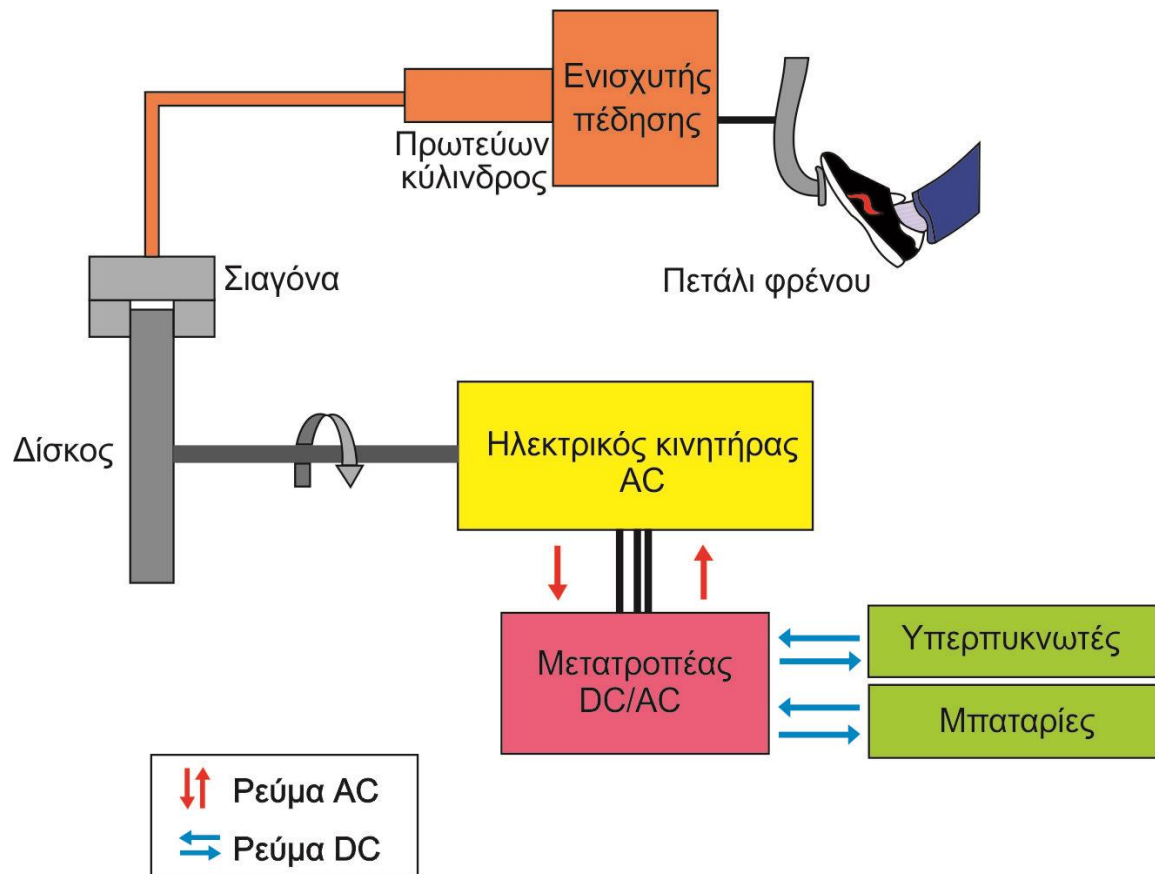 Ενισχυτής
πέδησης
Πρωτεύων
κύλινδρος
Σιαγόνα
Πετάλι φρένου
Δίσκος
Ηλεκτρικός κινητήρας
AC
Μετατροπέας
DC/AC
Υπερπυκνωτές
Μπαταρίες
Ρεύμα AC
Ρεύμα DC